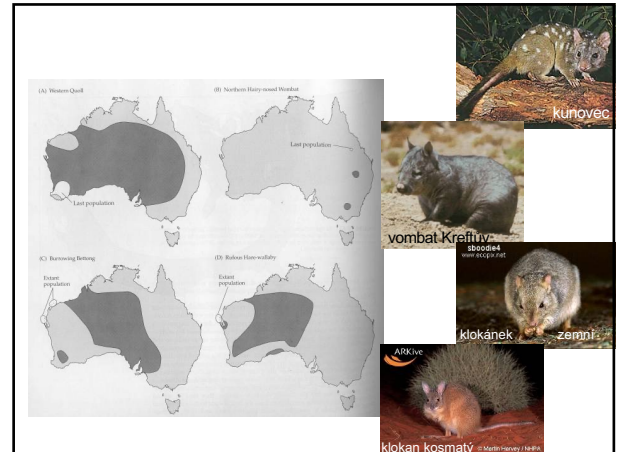 (A) Western Quoll
(B) Northern Hairy-nosed Wombat
Last population
Last population
(C) Burrowing Bettong
(D) Rufous Hare-wallaby
Extant
population
Extant
population
kunovec
vombat Kreftův
sboodie4
www.eccpix.net
klokánek zemní
ARKive
klokan kosmatý © Martin Harvey / NHPA